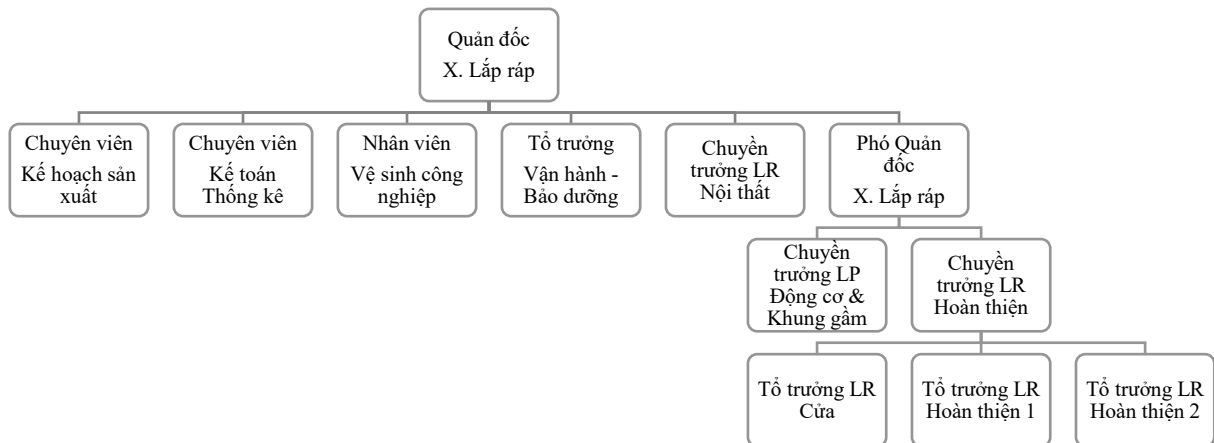 Quản đốc
X. Lắp ráp
Chuyên viên
Kế hoạch sản
xuất
Chuyên viên
Kế toán
Thống kê
Nhân viên
Vệ sinh công
nghiệp
Tổ trưởng
Vận hành -
Bảo dưỡng
Chuyền
trưởng LR
Nội thất
Phó Quản
đốc
X. Lắp ráp
Chuyền
trưởng LP
Động cơ &
Khung gầm
Chuyền
trưởng LR
Hoàn thiện
Tổ trưởng LR
Cửa
Tổ trưởng LR
Hoàn thiện 1
Tổ trưởng LR
Hoàn thiện 2